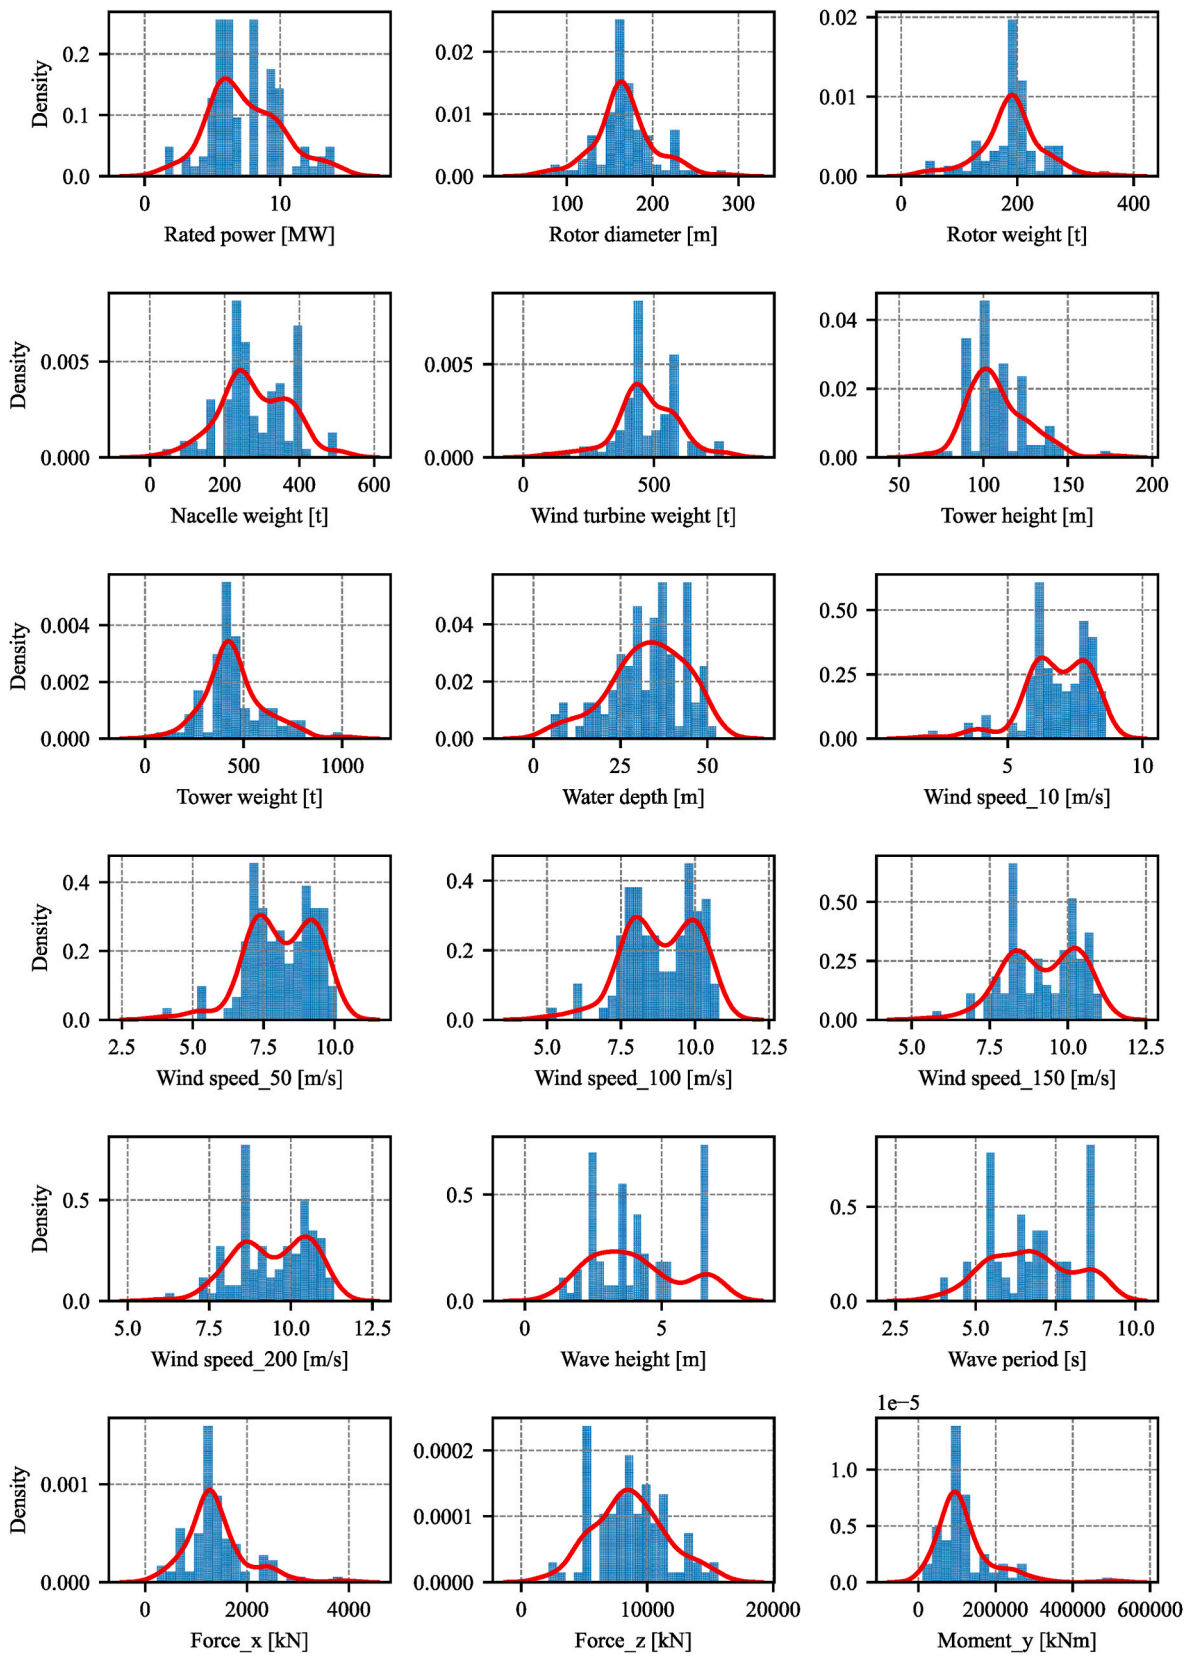 Density
0.2
0.1
0.0
0 10
Rated power [MW]
0.02
0.01
0.00
100 200 300
Rotor diameter [m]
0.02
0.01
0.00
0 200 400
Rotor weight [t]
Density
0.005
0.000
0 200 400 600
Nacelle weight [t]
0.005
0.000
0 500
Wind turbine weight [t]
0.04
0.02
0.00
50 100 150 200
Tower height [m]
Density
0.004
0.002
0.000
0 500 1000
Tower weight [t]
0.04
0.02
0.00
0 25 50
Water depth [m]
0.50
0.25
0.00
5 10
Wind speed_10 [m/s]
Density
0.4
0.2
0.0
2.5 5.0 7.5 10.0
Wind speed_50 [m/s]
0.4
0.2
0.0
5.0 7.5 10.0 12.5
Wind speed_100 [m/s]
0.50
0.25
0.00
5.0 7.5 10.0 12.5
Wind speed_150 [m/s]
Density
0.5
0.0
5.0 7.5 10.0 12.5
Wind speed_200 [m/s]
0.5
0.0
0 5
Wave height [m]
0.5
0.0
2.5 5.0 7.5 10.0
Wave period [s]
Density
0.001
0.000
0 2000 4000
Force_x [kN]
0.0002
0.0001
0.0000
0 10000 20000
Force_z [kN]
1e−5
1.0
0.5
0.0
0 200000 400000 600000
Moment_y [kNm]